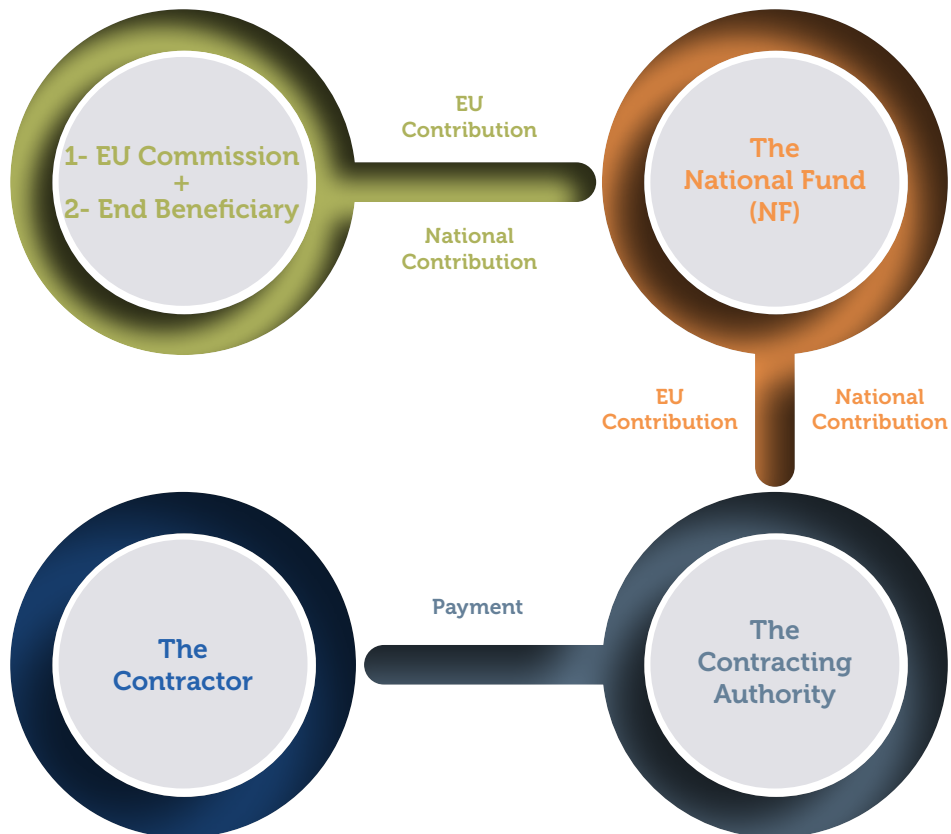 1- EU Commission
+
2- End Beneficiary
EU
Contribution
National
Contribution
The
National Fund
(NF)
EU
Contribution
National
Contribution
The
Contractor
Payment
The
Contracting
Authority